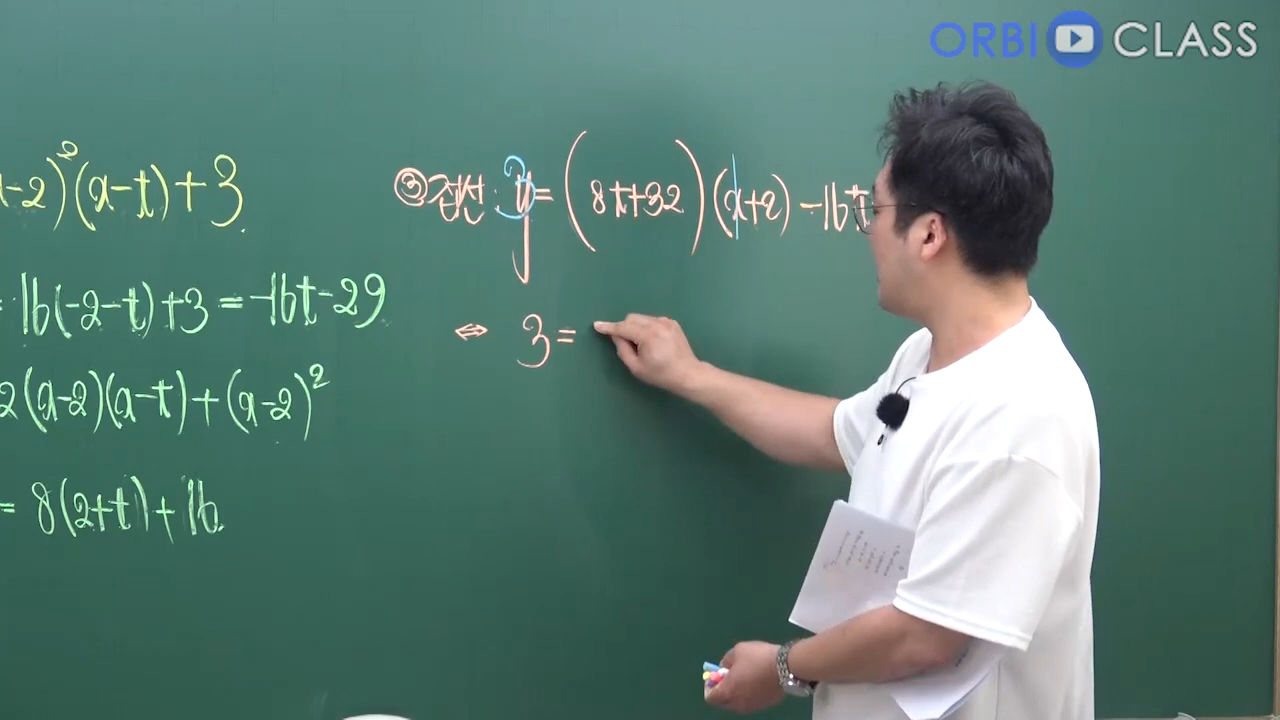 ORBI CLASS
x-2)²(x-t)+3
③접선: y=(8t+32)(x+2)-16t
= 16(-2-t)+3 = -16t-29
⇔ 3=
2(x-2)(x-t)+(x-2)²
= 8(2+t)+16